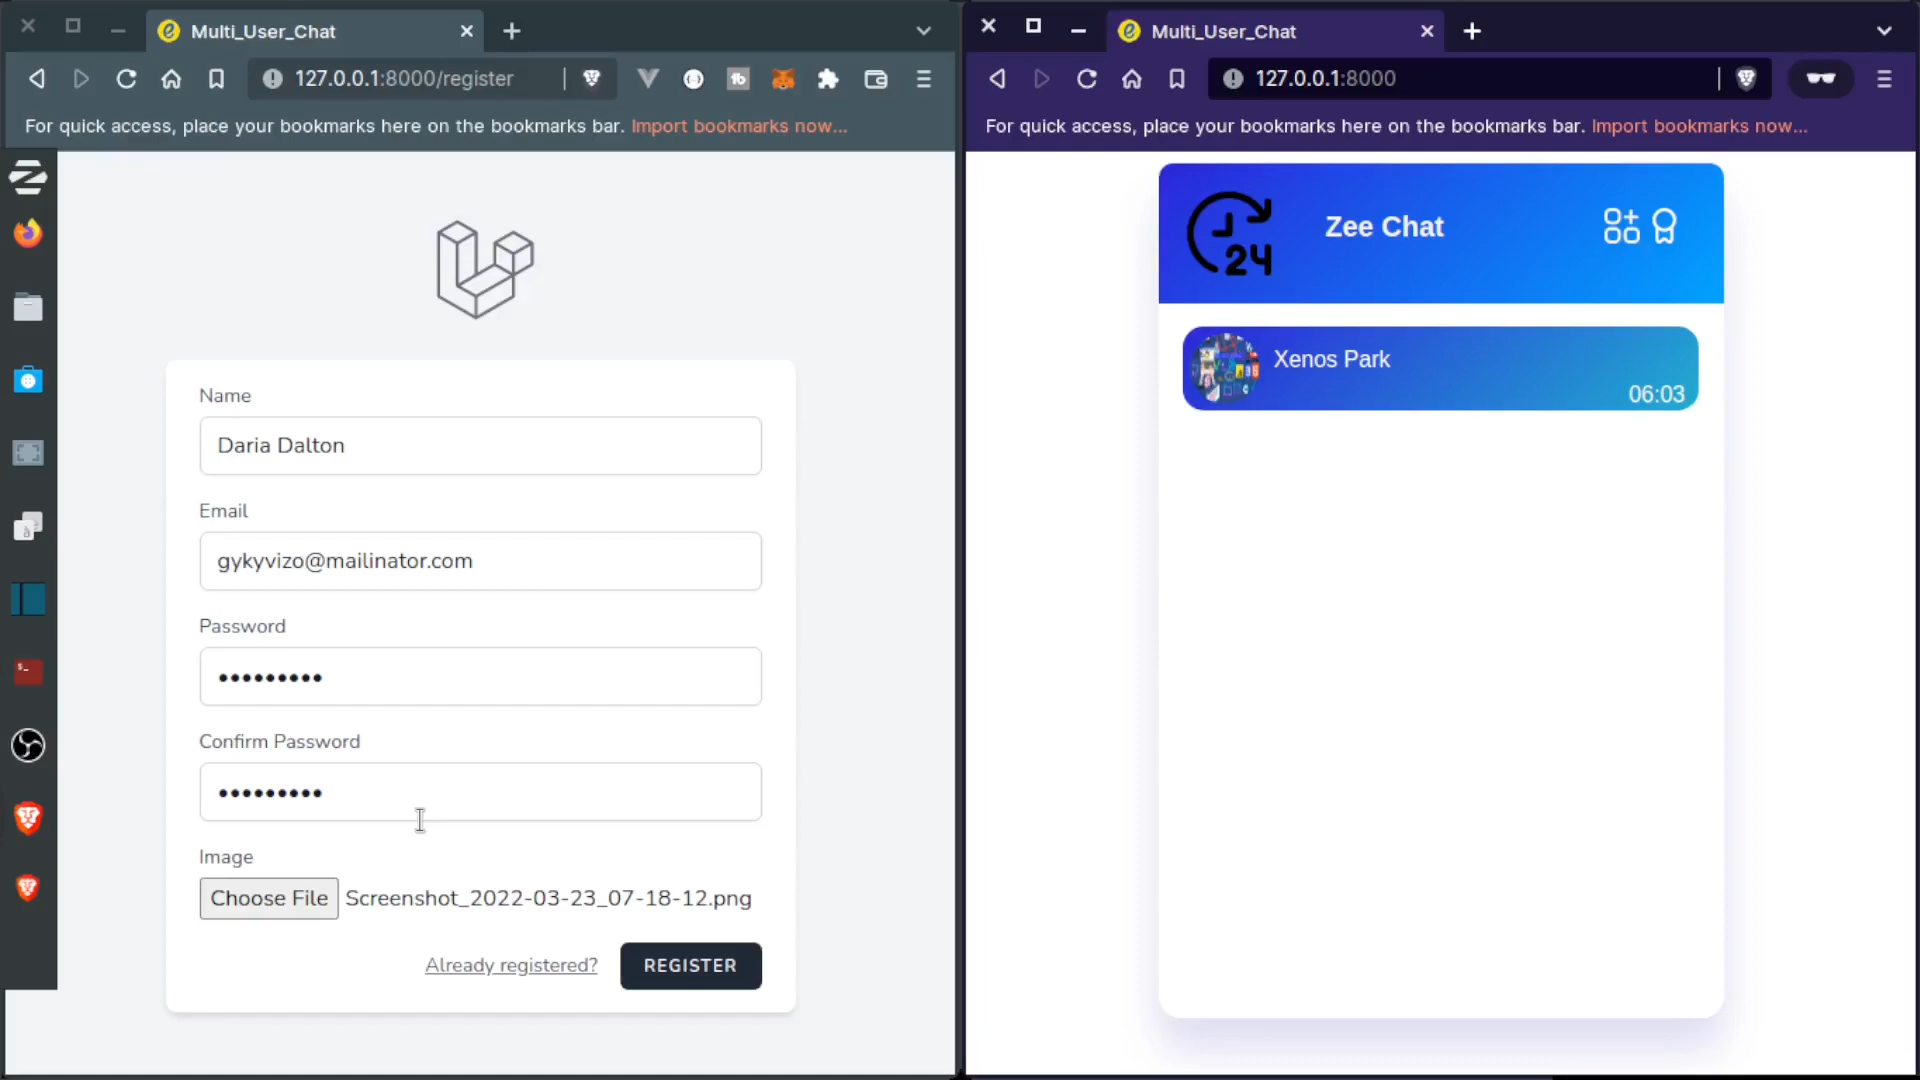 Multi_User_Chat
127.0.0.1:8000/register
For quick access, place your bookmarks here on the bookmarks bar. Import bookmarks now...
Name
Daria Dalton
Email
gykyvizo@mailinator.com
Password
•••••••••
Confirm Password
•••••••••
Image
Choose File Screenshot_2022-03-23_07-18-12.png
Already registered? REGISTER
Multi_User_Chat
127.0.0.1:8000
For quick access, place your bookmarks here on the bookmarks bar. Import bookmarks now...
24
Zee Chat
Xenos Park
06:03